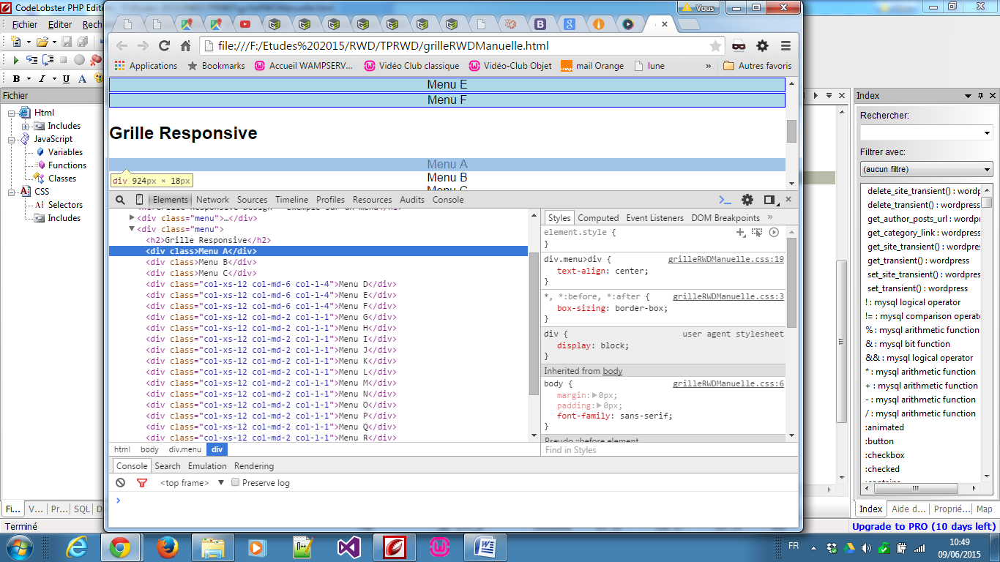 CodeLobster PHP Edition
Vous
Fichier Editer Rech
file:///F:/Etudes%202015/RWD/TPRWD/grilleRWDManuelle.html
Applications Bookmarks Accueil WAMPSERV... Vidéo Club classique Vidéo-Club Objet mail Orange lune » Autres favoris
B I U A
Fichier
Html
Includes
JavaScript
Variables
Functions
Classes
CSS
Selectors
Includes
Menu E
Menu F
Grille Responsive
Menu A
Menu B
Menu C
div 924px × 18px
Elements Network Sources Timeline Profiles Resources Audits Console
<h1>Grille Responsive Design - Exemple sur un menu</h1>
<div class="menu">…</div>
<div class="menu">
<h2>Grille Responsive</h2>
<div class>Menu A</div>
<div class>Menu B</div>
<div class>Menu C</div>
<div class="col-xs-12 col-md-6 col-l-4">Menu D</div>
<div class="col-xs-12 col-md-6 col-l-4">Menu E</div>
<div class="col-xs-12 col-md-6 col-l-4">Menu F</div>
<div class="col-xs-12 col-md-2 col-l-1">Menu G</div>
<div class="col-xs-12 col-md-2 col-l-1">Menu H</div>
<div class="col-xs-12 col-md-2 col-l-1">Menu I</div>
<div class="col-xs-12 col-md-2 col-l-1">Menu J</div>
<div class="col-xs-12 col-md-2 col-l-1">Menu K</div>
<div class="col-xs-12 col-md-2 col-l-1">Menu L</div>
<div class="col-xs-12 col-md-2 col-l-1">Menu M</div>
<div class="col-xs-12 col-md-2 col-l-1">Menu N</div>
<div class="col-xs-12 col-md-2 col-l-1">Menu O</div>
<div class="col-xs-12 col-md-2 col-l-1">Menu P</div>
<div class="col-xs-12 col-md-2 col-l-1">Menu Q</div>
<div class="col-xs-12 col-md-2 col-l-1">Menu R</div>
html body div.menu div
Styles Computed Event Listeners DOM Breakpoints »
element.style {
}
div.menu>div { grilleRWDManuelle.css:19
text-align: center;
}
*, *:before, *:after { grilleRWDManuelle.css:3
box-sizing: border-box;
}
div { user agent stylesheet
display: block;
}
Inherited from body
body { grilleRWDManuelle.css:6
margin: 0px;
padding: 0px;
font-family: sans-serif;
}
Pseudo ::before element
Find in Styles
Console Search Emulation Rendering
<top frame> ▼ Preserve log
>
Index
Rechercher:
Filtrer avec:
(aucun filtre)
delete_site_transient() : wordp
delete_transient() : wordpress
get_author_posts_url : wordpr
get_category_link : wordpress
get_site_transient() : wordpres
get_transient() : wordpress
set_site_transient() : wordpres
set_transient() : wordpress
! : mysql logical operator
!= : mysql comparison operato
% : mysql arithmetic function
& : mysql bit function
&& : mysql logical operator
* : mysql arithmetic function
+ : mysql arithmetic function
- : mysql arithmetic function
/ : mysql arithmetic function
:animated
:button
:checkbox
:checked
:contains
Fi... V... Pr... SQL D
Index Aide d... Proprié... Map
Terminé
Upgrade to PRO (10 days left)
FR
10:49
09/06/2015